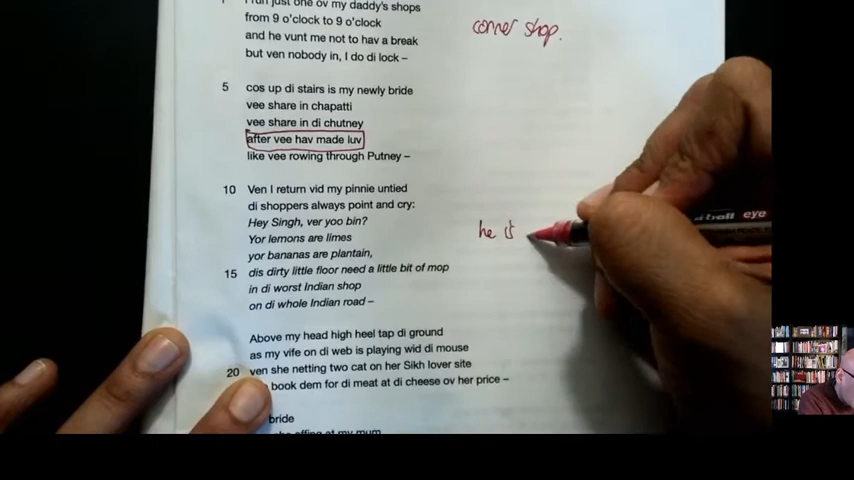 I run just one ov my daddy's shops
from 9 o'clock to 9 o'clock
and he vunt me not to hav a break
but ven nobody in, I do di lock –
corner shop.
5 cos up di stairs is my newly bride
vee share in chapatti
vee share in di chutney
after vee hav made luv
like vee rowing through Putney –
10 Ven I return vid my pinnie untied
di shoppers always point and cry:
Hey Singh, ver yoo bin?
Yor lemons are limes
yor bananas are plantain,
15 dis dirty little floor need a little bit of mop
in di worst Indian shop
on di whole Indian road –
he is
ball eye
Above my head high heel tap di ground
as my vife on di web is playing wid di mouse
20 ven she netting two cat on her Sikh lover site
book dem for di meat at di cheese ov her price –
bride
effing at my mum